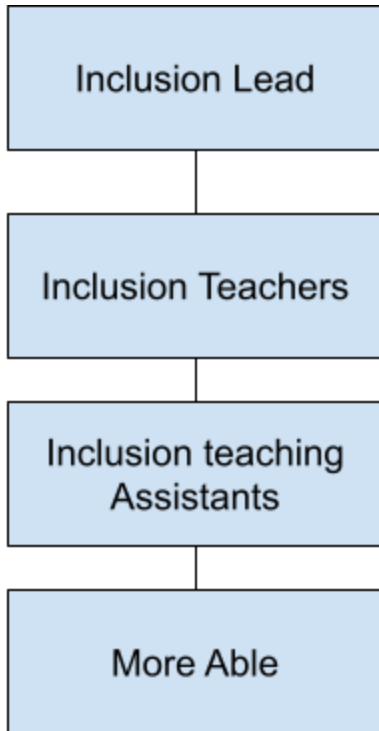 Inclusion Lead
Inclusion Teachers
Inclusion teaching
Assistants
More Able